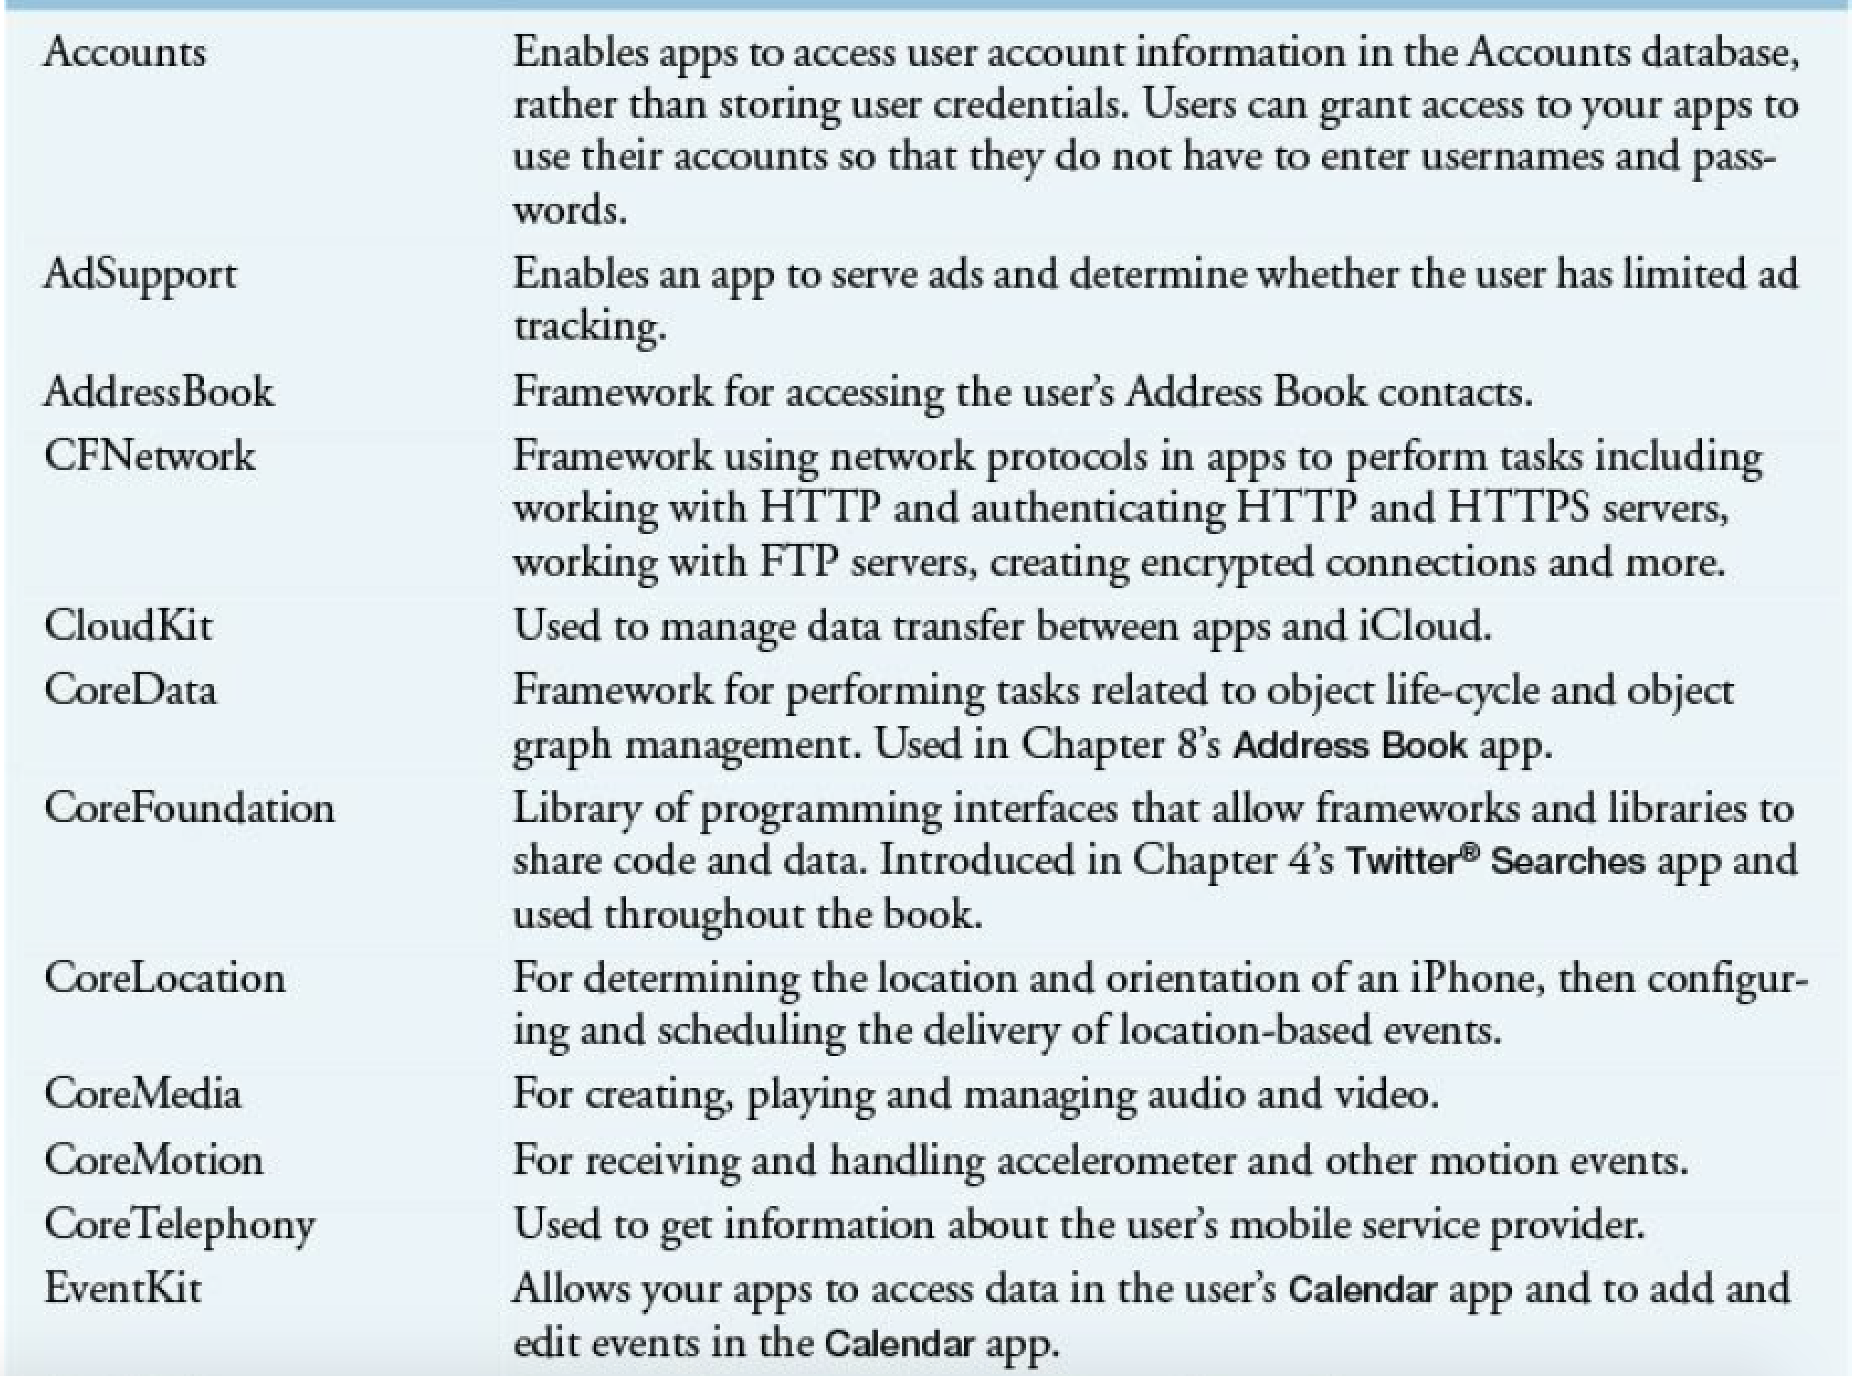 Accounts
Enables apps to access user account information in the Accounts database,
rather than storing user credentials. Users can grant access to your apps to
use their accounts so that they do not have to enter usernames and pass-
words.
AdSupport
Enables an app to serve ads and determine whether the user has limited ad
tracking.
AddressBook
Framework for accessing the user’s Address Book contacts.
CFNetwork
Framework using network protocols in apps to perform tasks including
working with HTTP and authenticating HTTP and HTTPS servers,
working with FTP servers, creating encrypted connections and more.
CloudKit
Used to manage data transfer between apps and iCloud.
CoreData
Framework for performing tasks related to object life-cycle and object
graph management. Used in Chapter 8’s Address Book app.
CoreFoundation
Library of programming interfaces that allow frameworks and libraries to
share code and data. Introduced in Chapter 4’s Twitter® Searches app and
used throughout the book.
CoreLocation
For determining the location and orientation of an iPhone, then configur-
ing and scheduling the delivery of location-based events.
CoreMedia
For creating, playing and managing audio and video.
CoreMotion
For receiving and handling accelerometer and other motion events.
CoreTelephony
Used to get information about the user’s mobile service provider.
EventKit
Allows your apps to access data in the user’s Calendar app and to add and
edit events in the Calendar app.